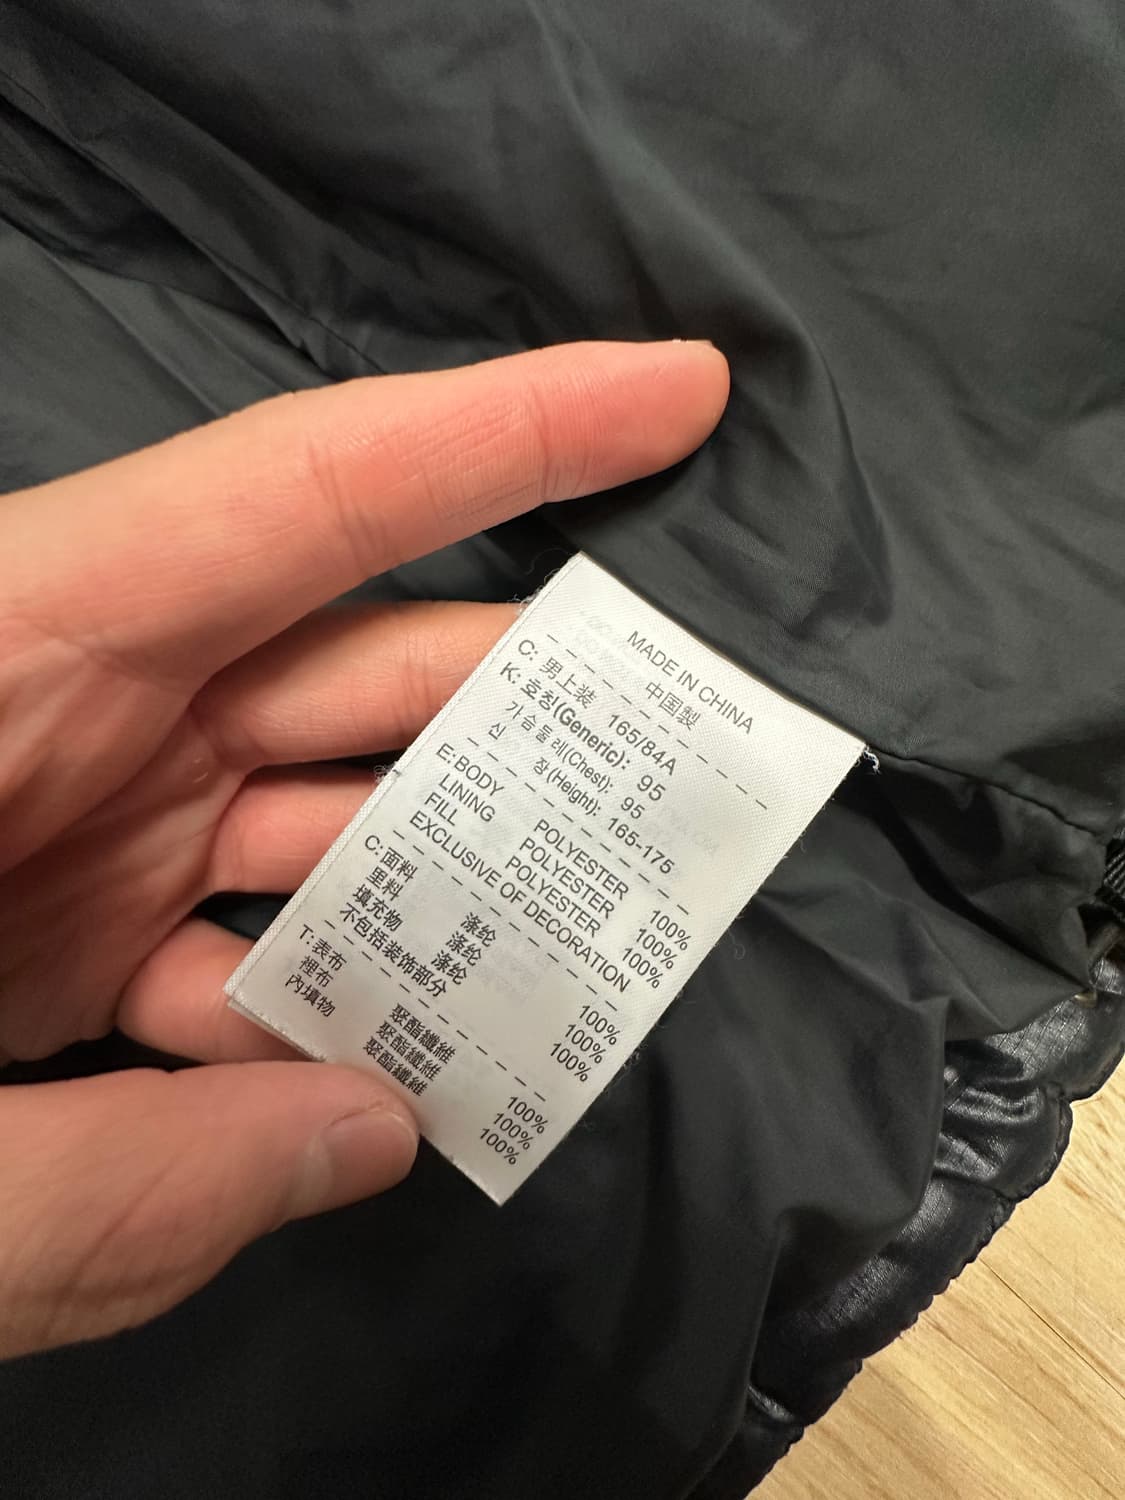 MADE IN CHINA
中国製
C: 男上装 165/84A
K: 호칭(Generic): 95
가슴둘레(Chest): 95
신 장(Height): 165-175
E: BODY POLYESTER 100%
LINING POLYESTER 100%
FILL POLYESTER 100%
EXCLUSIVE OF DECORATION
C: 面料 涤纶 100%
里料 涤纶 100%
填充物 涤纶 100%
不包括装饰部分
T: 表布 聚酯纖維 100%
裡布 聚酯纖維 100%
內填物 聚酯纖維 100%